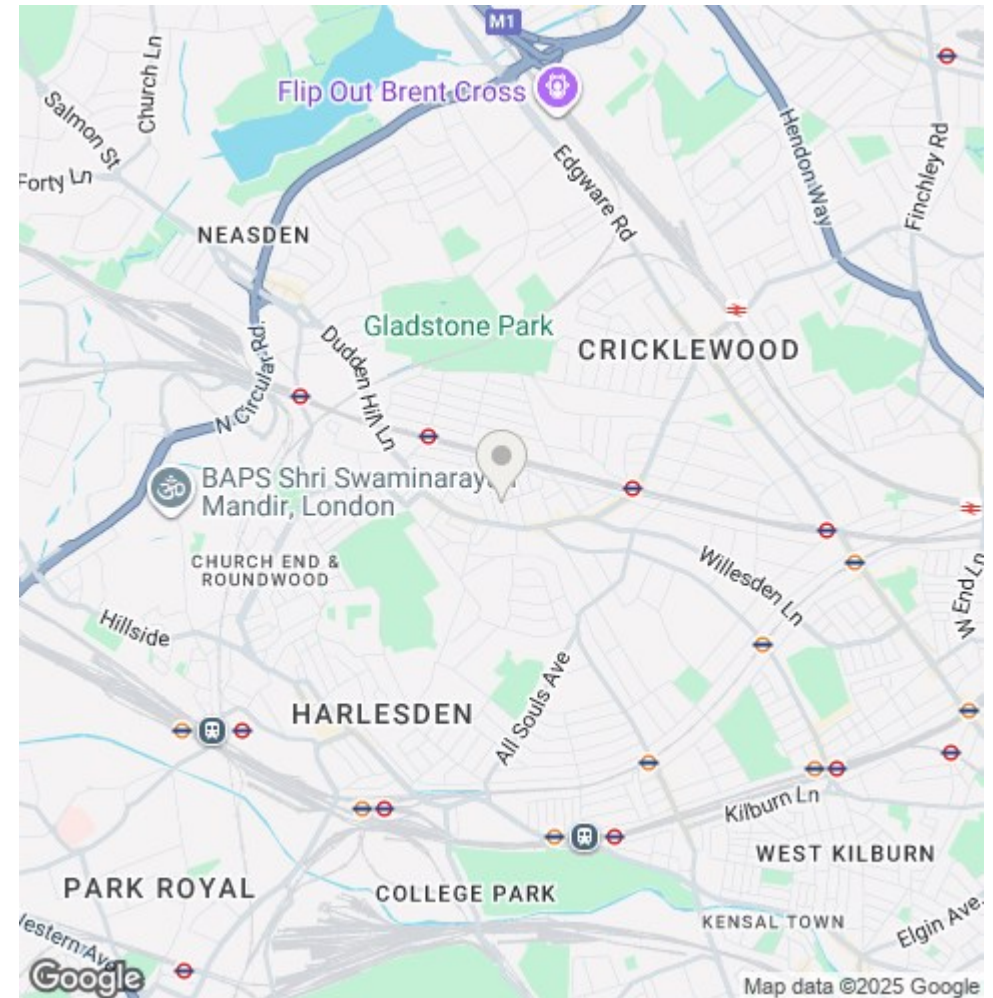 M1
Flip Out Brent Cross
Church Ln
Salmon St
Forty Ln
Edgware Rd
Hendon Way
Finchley Rd
NEASDEN
Gladstone Park
CRICKLEWOOD
Dudden Hill Ln
N Circular Rd.
BAPS Shri Swaminaray
Mandir, London
CHURCH END &
ROUNDWOOD
Willesden Ln
W End Ln
Hillside
All Souls Ave
HARLESDEN
Kilburn Ln
WEST KILBURN
PARK ROYAL
COLLEGE PARK
KENSAL TOWN
Elgin Ave.
Western Ave
Google
Map data ©2025 Google